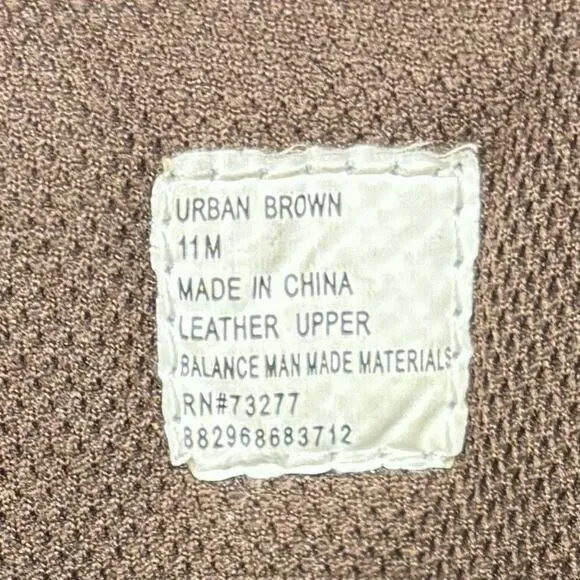 URBAN BROWN
11M
MADE IN CHINA
LEATHER UPPER
BALANCE MAN MADE MATERIALS
RN#73277
882968683712